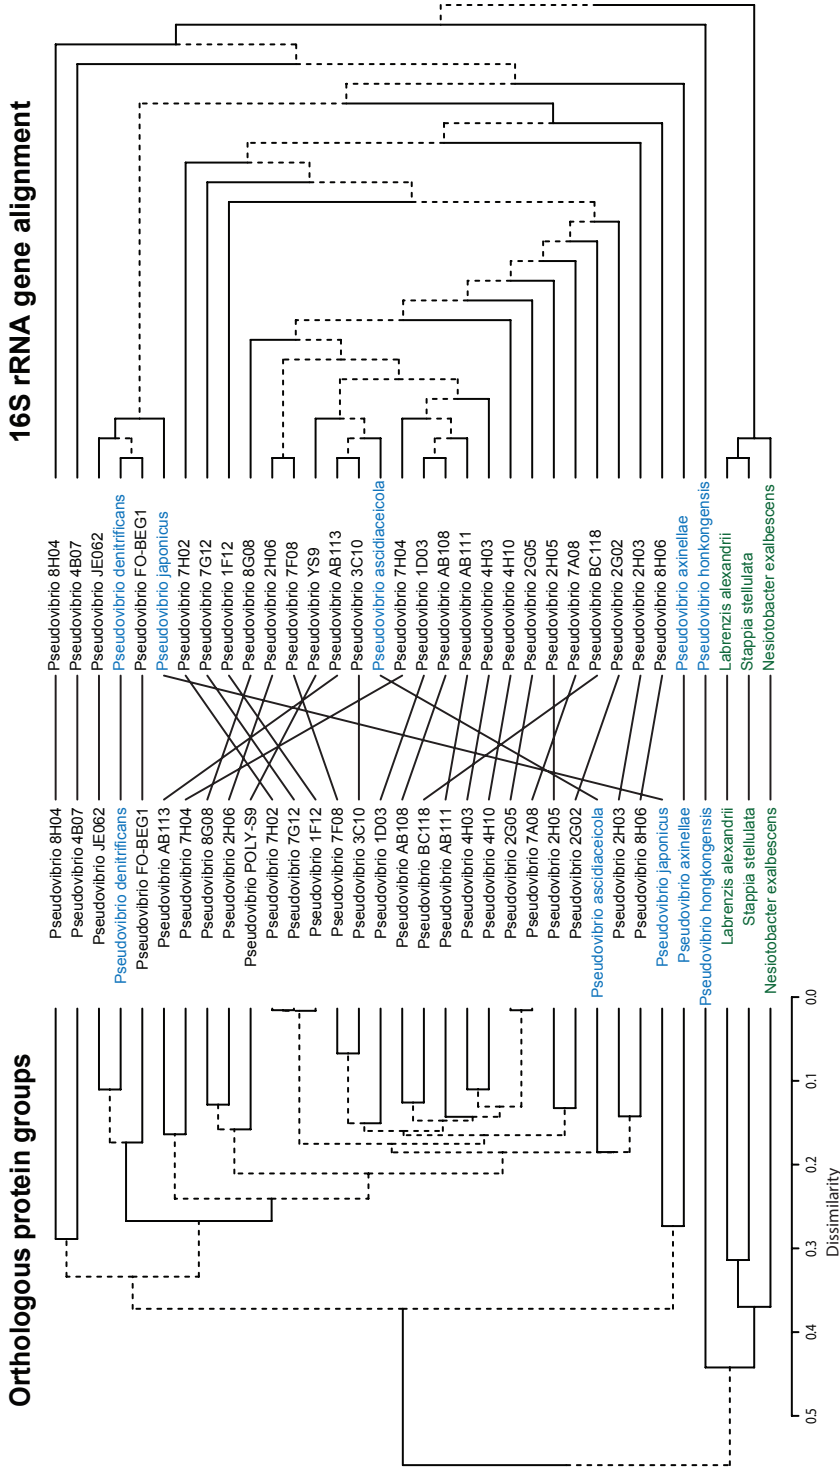 16S rRNA gene alignment
Pseudovibrio 8H04
Pseudovibrio 4B07
Pseudovibrio JE062
Pseudovibrio denitrificans
Pseudovibrio FO-BEG1
Pseudovibrio japonicus
Pseudovibrio 7H02
Pseudovibrio 7G12
Pseudovibrio 1F12
Pseudovibrio 8G08
Pseudovibrio 2H06
Pseudovibrio 7F08
Pseudovibrio YS9
Pseudovibrio AB113
Pseudovibrio 3C10
Pseudovibrio ascidiaceicola
Pseudovibrio 7H04
Pseudovibrio 1D03
Pseudovibrio AB108
Pseudovibrio AB111
Pseudovibrio 4H03
Pseudovibrio 4H10
Pseudovibrio 2G05
Pseudovibrio 2H05
Pseudovibrio 7A08
Pseudovibrio BC118
Pseudovibrio 2G02
Pseudovibrio 2H03
Pseudovibrio 8H06
Pseudovibrio axinellae
Pseudovibrio honkongensis
Labrenzis alexandrii
Stappia stellulata
Nesiotobacter exalbescens
Orthologous protein groups
Pseudovibrio 8H04
Pseudovibrio 4B07
Pseudovibrio JE062
Pseudovibrio denitrificans
Pseudovibrio FO-BEG1
Pseudovibrio AB113
Pseudovibrio 7H04
Pseudovibrio 8G08
Pseudovibrio 2H06
Pseudovibrio POLY-S9
Pseudovibrio 7H02
Pseudovibrio 7G12
Pseudovibrio 1F12
Pseudovibrio 7F08
Pseudovibrio 3C10
Pseudovibrio 1D03
Pseudovibrio AB108
Pseudovibrio BC118
Pseudovibrio AB111
Pseudovibrio 4H03
Pseudovibrio 4H10
Pseudovibrio 2G05
Pseudovibrio 7A08
Pseudovibrio 2H05
Pseudovibrio 2G02
Pseudovibrio ascidiaceicola
Pseudovibrio 2H03
Pseudovibrio 8H06
Pseudovibrio japonicus
Pseudovibrio axinellae
Pseudovibrio hongkongensis
Labrenzis alexandrii
Stappia stellulata
Nesiotobacter exalbescens
0.5
0.4
0.3
0.2
0.1
0.0
Dissimilarity